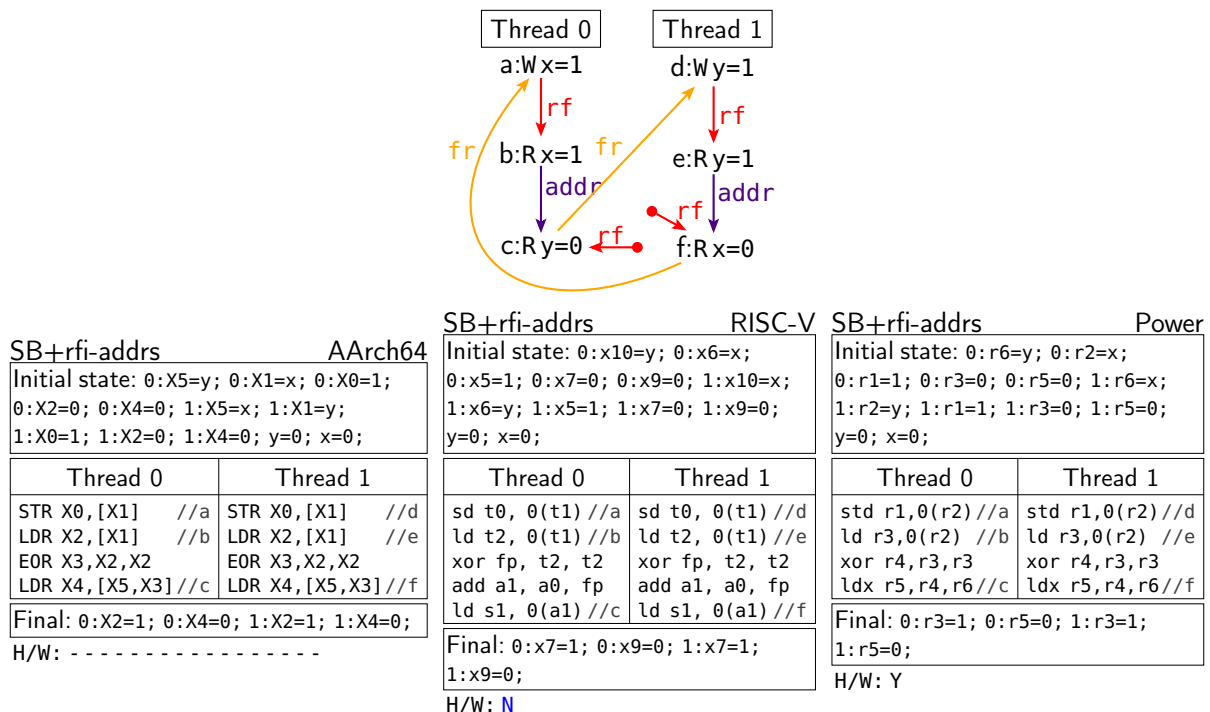 Thread 0 Thread 1
a:W x=1 d:W y=1
rf rf
fr b:R x=1 fr e:R y=1
addr addr
rf
c:R y=0 rf f:R x=0
SB+rfi-addrs AArch64
Initial state: 0:X5=y; 0:X1=x; 0:X0=1;
0:X2=0; 0:X4=0; 1:X5=x; 1:X1=y;
1:X0=1; 1:X2=0; 1:X4=0; y=0; x=0;
Thread 0 Thread 1
STR X0,[X1] //a STR X0,[X1] //d
LDR X2,[X1] //b LDR X2,[X1] //e
EOR X3,X2,X2 EOR X3,X2,X2
LDR X4,[X5,X3]//c LDR X4,[X5,X3]//f
Final: 0:X2=1; 0:X4=0; 1:X2=1; 1:X4=0;
H/W: - - - - - - - - - - - - - - - - -
SB+rfi-addrs RISC-V
Initial state: 0:x10=y; 0:x6=x;
0:x5=1; 0:x7=0; 0:x9=0; 1:x10=x;
1:x6=y; 1:x5=1; 1:x7=0; 1:x9=0;
y=0; x=0;
Thread 0 Thread 1
sd t0, 0(t1)//a sd t0, 0(t1)//d
ld t2, 0(t1)//b ld t2, 0(t1)//e
xor fp, t2, t2 xor fp, t2, t2
add a1, a0, fp add a1, a0, fp
ld s1, 0(a1)//c ld s1, 0(a1)//f
Final: 0:x7=1; 0:x9=0; 1:x7=1;
1:x9=0;
H/W: N
SB+rfi-addrs Power
Initial state: 0:r6=y; 0:r2=x;
0:r1=1; 0:r3=0; 0:r5=0; 1:r6=x;
1:r2=y; 1:r1=1; 1:r3=0; 1:r5=0;
y=0; x=0;
Thread 0 Thread 1
std r1,0(r2)//a std r1,0(r2)//d
ld r3,0(r2) //b ld r3,0(r2) //e
xor r4,r3,r3 xor r4,r3,r3
ldx r5,r4,r6//c ldx r5,r4,r6//f
Final: 0:r3=1; 0:r5=0; 1:r3=1;
1:r5=0;
H/W: Y